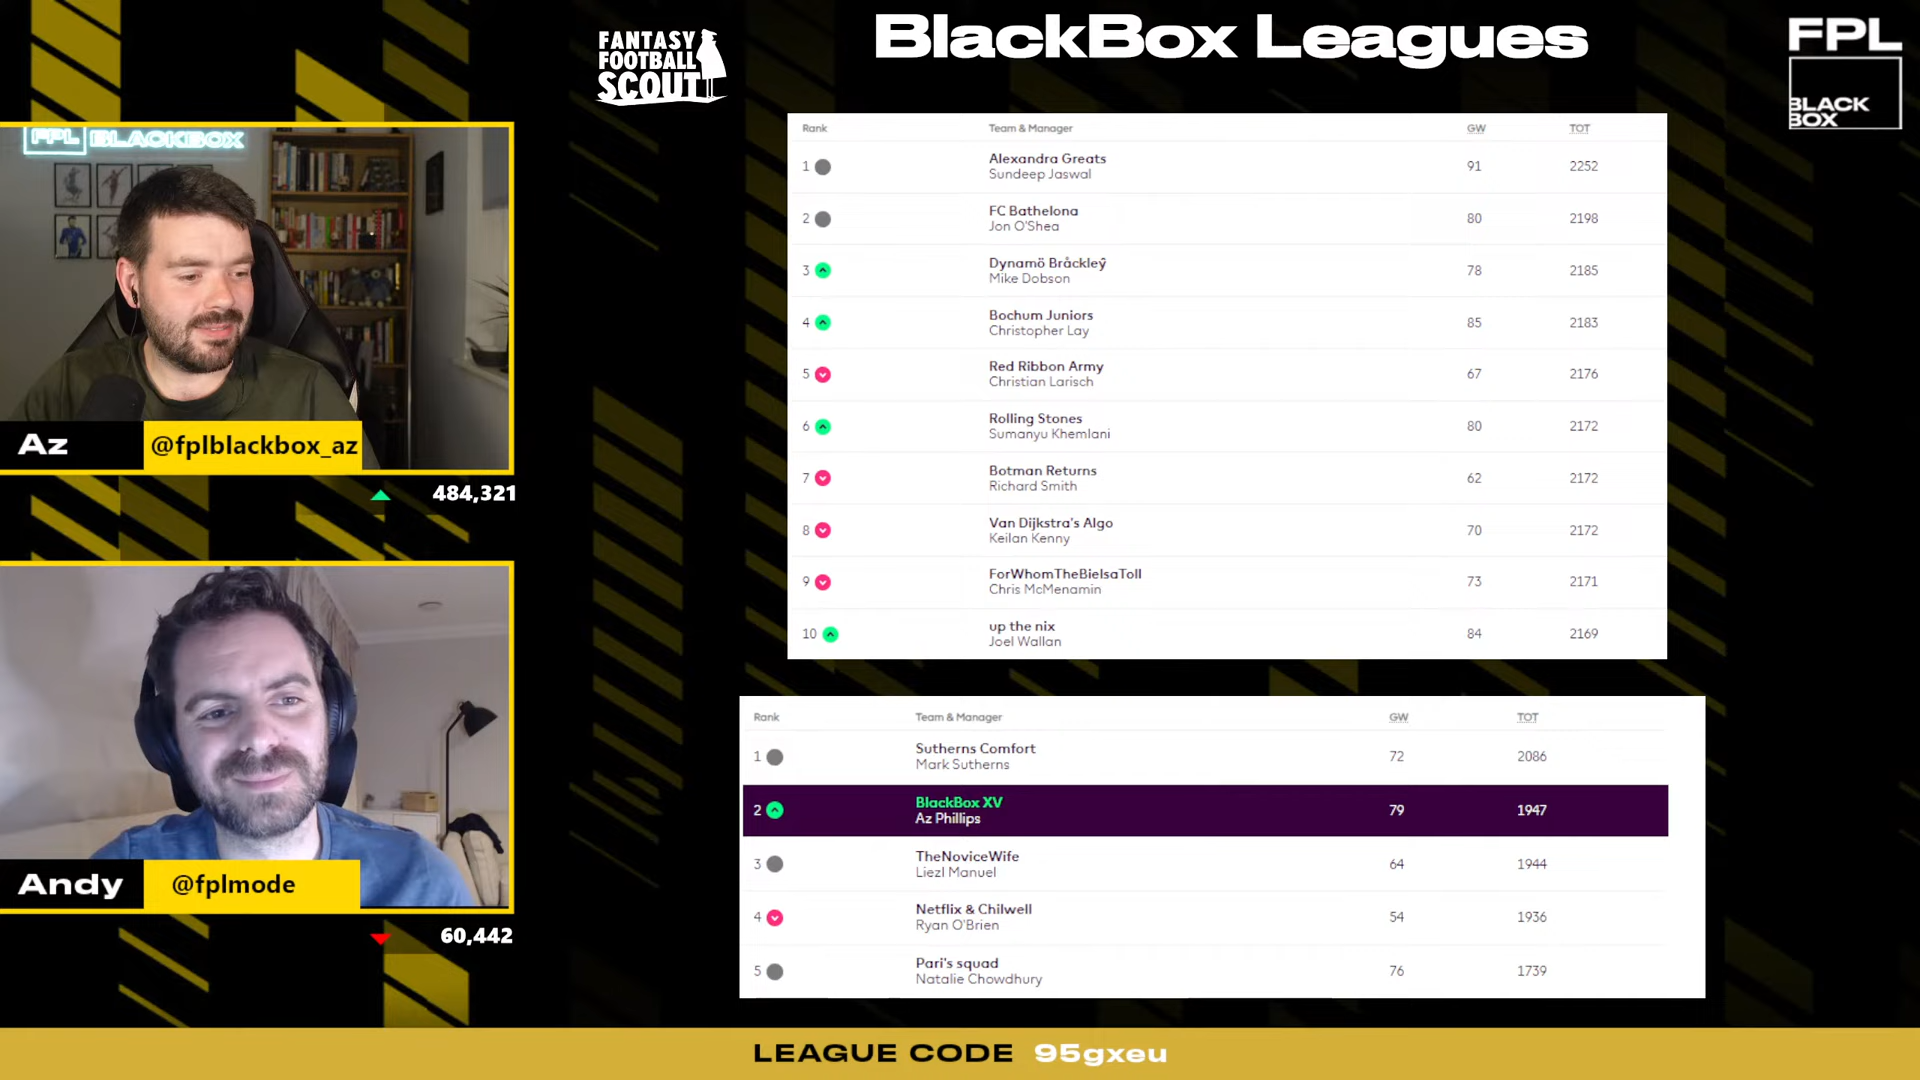 FANTASY
FOOTBALL
SCOUT
BlackBox Leagues
FPL
BLACK
BOX
FPL BLACKBOX
Az
@fplblackbox_az
484,321
Andy
@fplmode
60,442
Rank Team & Manager GW TOT
1 Alexandra Greats 91 2252
Sundeep Jaswal
2 FC Bathelona 80 2198
Jon O'Shea
3 Dynamö Bråckleŷ 78 2185
Mike Dobson
4 Bochum Juniors 85 2183
Christopher Lay
5 Red Ribbon Army 67 2176
Christian Larisch
6 Rolling Stones 80 2172
Sumanyu Khemlani
7 Botman Returns 62 2172
Richard Smith
8 Van Dijkstra's Algo 70 2172
Keilan Kenny
9 ForWhomTheBielsaToll 73 2171
Chris McMenamin
10 up the nix 84 2169
Joel Wallan
Rank Team & Manager GW TOT
1 Sutherns Comfort 72 2086
Mark Sutherns
2 BlackBox XV 79 1947
Az Phillips
3 TheNoviceWife 64 1944
Liezl Manuel
4 Netflix & Chilwell 54 1936
Ryan O'Brien
5 Pari's squad 76 1739
Natalie Chowdhury
LEAGUE CODE 95gxeu